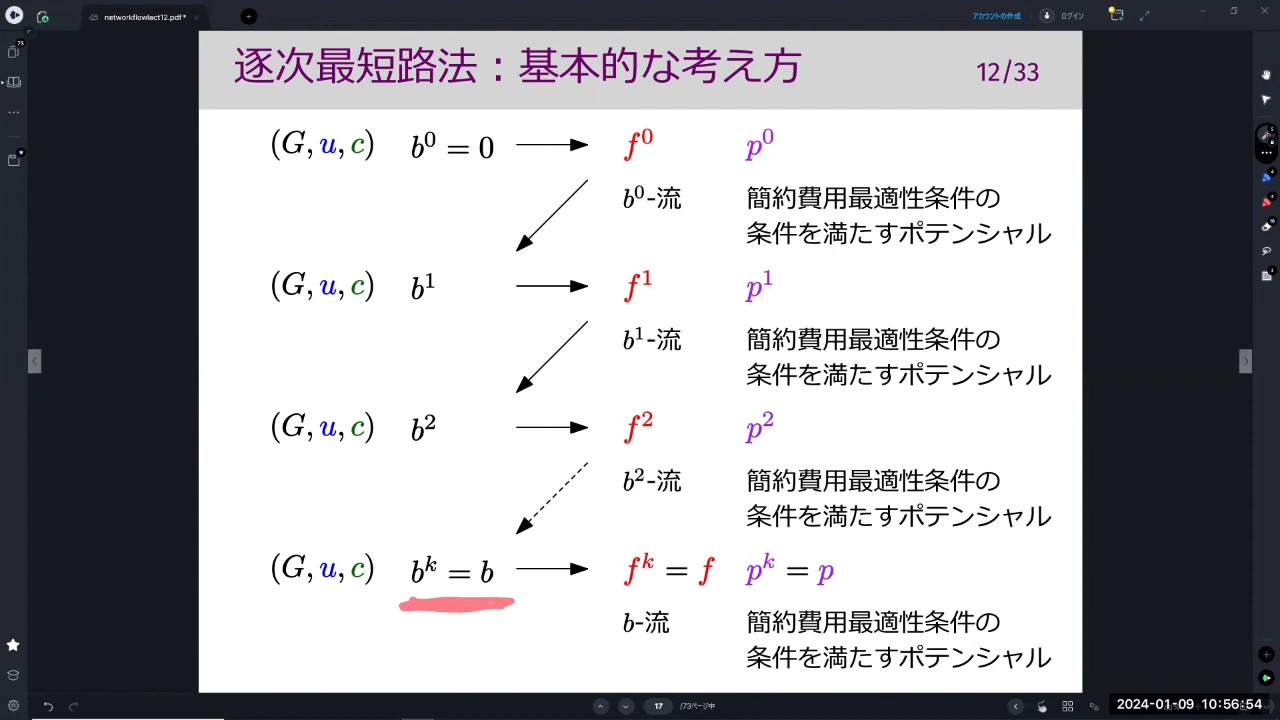 networkflowlect12.pdf *
アカウントの作成
ログイン
逐次最短路法：基本的な考え方 12/33
(G, u, c) b⁰ = 0 f⁰ p⁰
b⁰-流 簡約費用最適性条件の
条件を満たすポテンシャル
(G, u, c) b¹ f¹ p¹
b¹-流 簡約費用最適性条件の
条件を満たすポテンシャル
(G, u, c) b² f² p²
b²-流 簡約費用最適性条件の
条件を満たすポテンシャル
(G, u, c) bᵏ = b fᵏ = f pᵏ = p
b-流 簡約費用最適性条件の
条件を満たすポテンシャル
17 /73ページ中
2024-01-09 10:56:54